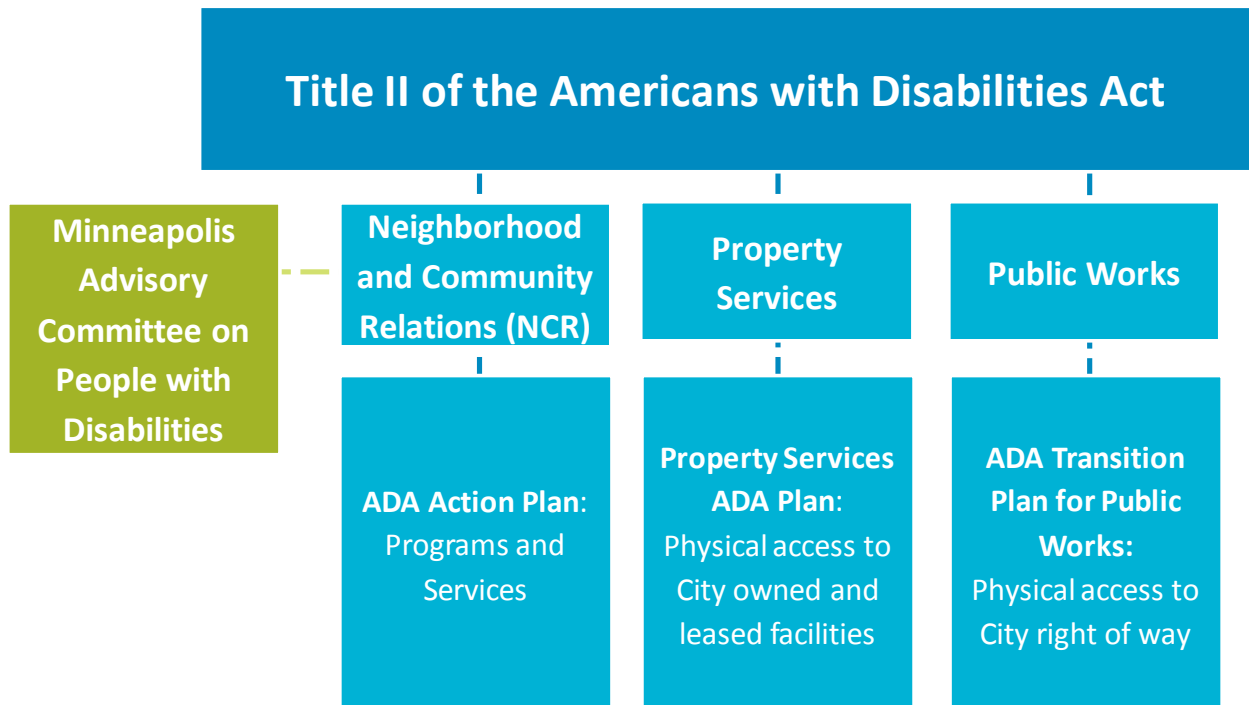 Title II of the Americans with Disabilities Act
Minneapolis
Advisory
Committee on
People with
Disabilities
Neighborhood
and Community
Relations (NCR)
Property
Services
Public Works
ADA Action Plan:
Programs and
Services
Property Services
ADA Plan:
Physical access to
City owned and
leased facilities
ADA Transition
Plan for Public
Works:
Physical access to
City right of way